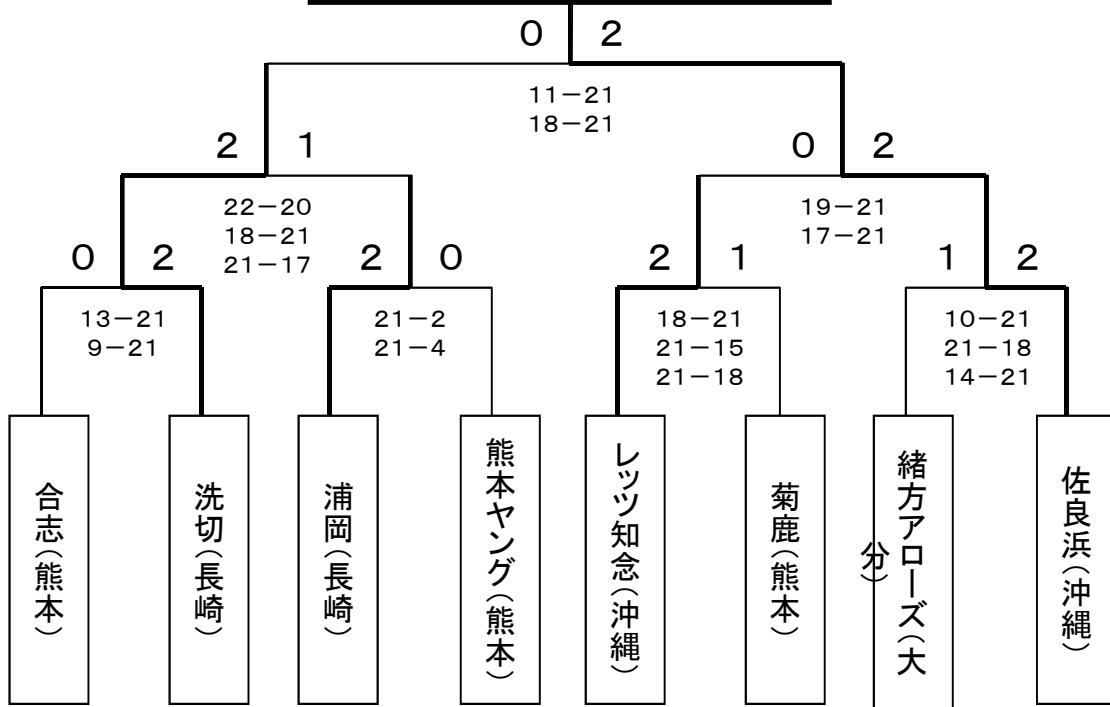 ０ ２
11－21
18－21
２ １
０ ２
22－20
18－21
21－17
19－21
17－21
０ ２
２ ０
２ １
１ ２
13－21
9－21
21－2
21－4
18－21
21－15
21－18
10－21
21－18
14－21
合志（熊本）
洗切（長崎）
浦岡（長崎）
熊本ヤング（熊本）
レッツ知念（沖縄）
菊鹿（熊本）
緒方アローズ（大
分）
佐良浜（沖縄）